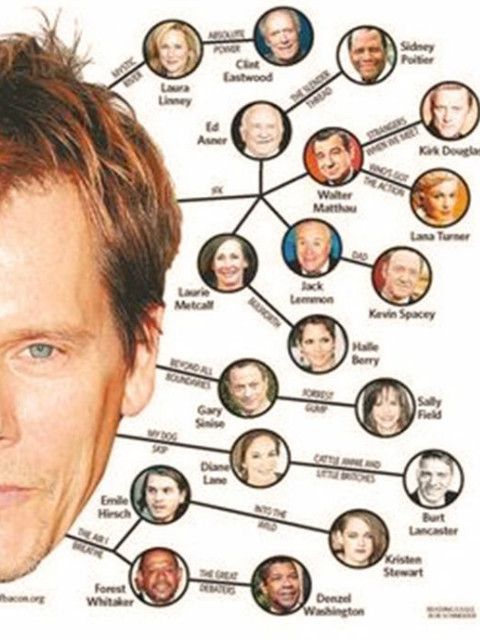 ABSOLUTE
POWER
MYSTIC
RIVER
Laura
Linney
Clint
Eastwood
Sidney
Poitier
THE SLENDER
THREAD
Ed
Asner
STRANGERS
WHEN WE MEET
Kirk Douglas
WHO'S GOT
THE ACTION
Walter
Matthau
JFK
Lana Turner
DAD
Jack
Lemmon
Kevin Spacey
Laurie
Metcalf
BULWORTH
Halle
Berry
BEYOND ALL
BOUNDARIES
FORREST
GUMP
Gary
Sinise
Sally
Field
MY DOG
SKIP
Diane
Lane
CATTLE ANNIE AND
LITTLE BRITCHES
Burt
Lancaster
Emile
Hirsch
INTO THE
WILD
Kristen
Stewart
THE AIR I
BREATHE
Forest
Whitaker
THE GREAT
DEBATERS
Denzel
Washington
fbacon.org
READING EAGLE